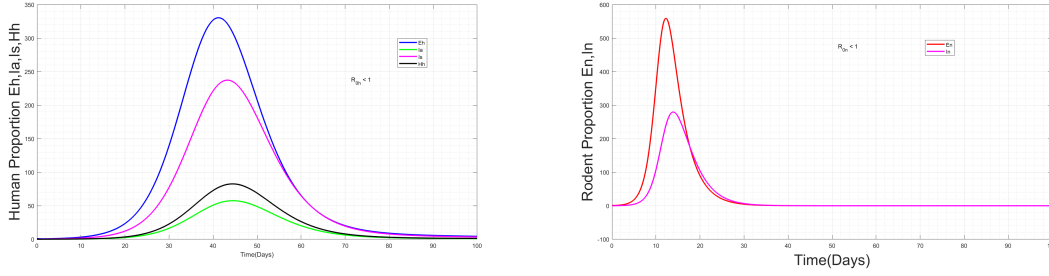 Human Proportion Eh,Ia,Is,Hh
350
300
250
200
150
100
50
0
0 10 20 30 40 50 60 70 80 90 100
Time(Days)
Eh
Ia
Is
Hh
R0h < 1
Rodent Proportion En,In
600
500
400
300
200
100
0
-100
0 10 20 30 40 50 60 70 80 90
Time(Days)
R0n < 1
En
In